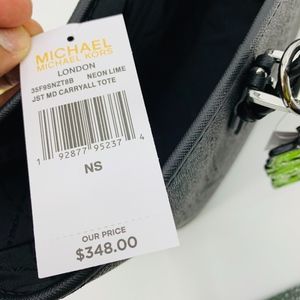 MICHAEL
MICHAEL KORS
LONDON
35F9SNZT8B NEON LIME
JST MD CARRYALL TOTE
1 92877 95237 4
NS
OUR PRICE
$348.00